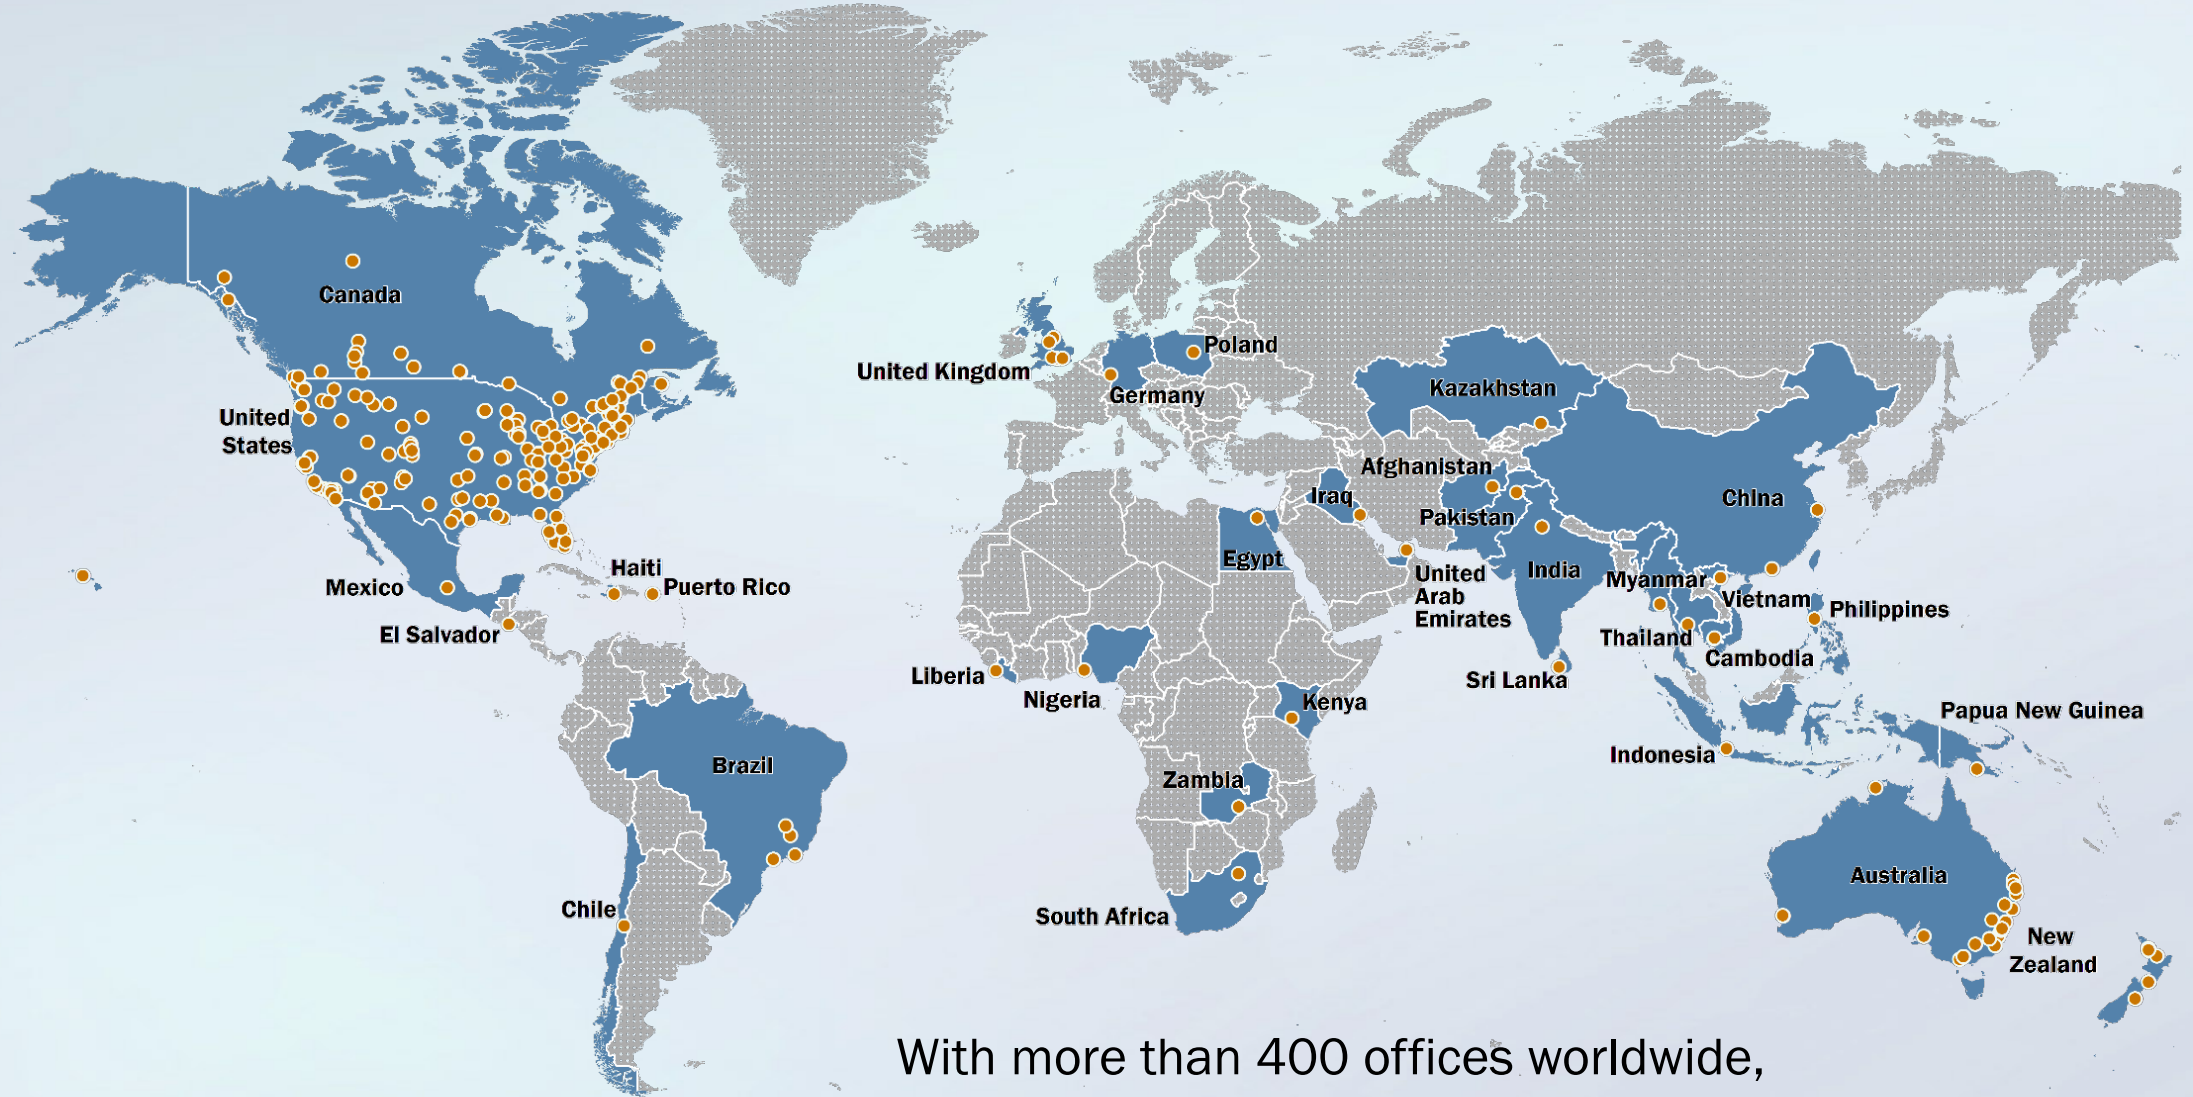 Canada
United
States
Mexico
El Salvador
Haiti
Puerto Rico
Brazil
Chile
United Kingdom
Poland
Germany
Kazakhstan
Afghanistan
Iraq
Pakistan
China
Egypt
United
Arab
Emirates
India
Myanmar
Vietnam
Philippines
Thailand
Cambodia
Sri Lanka
Liberia
Nigeria
Kenya
Zambia
South Africa
Indonesia
Papua New Guinea
Australia
New
Zealand
With more than 400 offices worldwide,